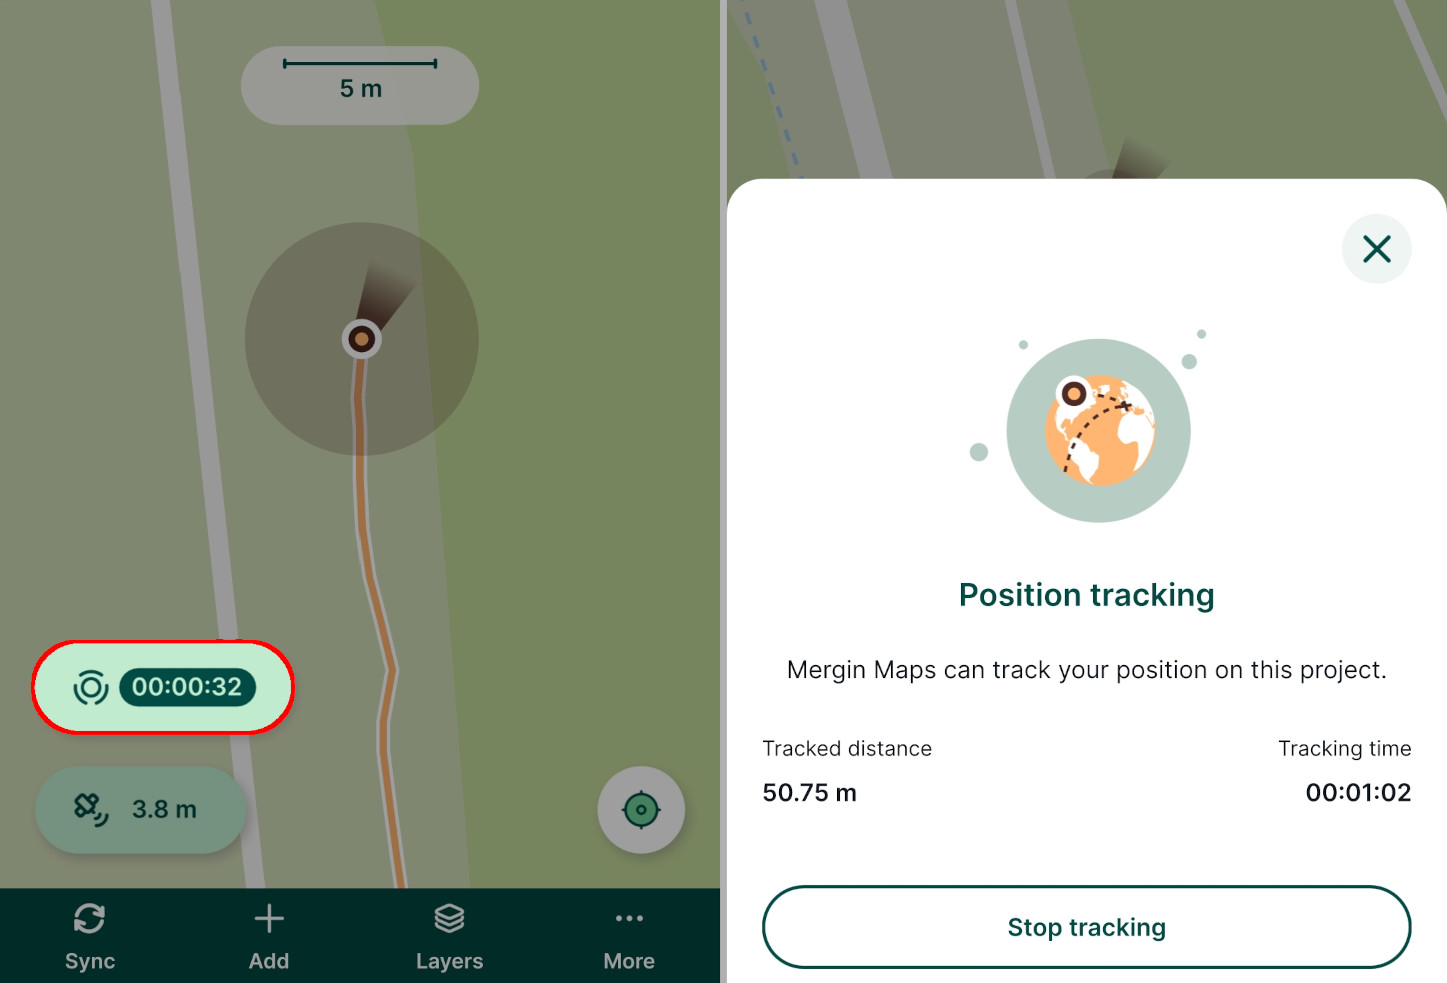 5 m
00:00:32
3.8 m
Sync
Add
Layers
More
Position tracking
Mergin Maps can track your position on this project.
Tracked distance
Tracking time
50.75 m
00:01:02
Stop tracking